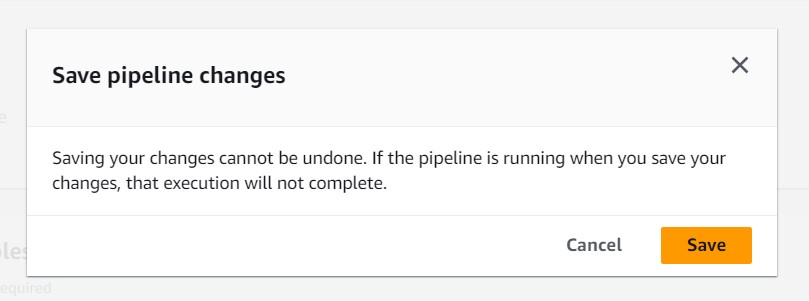 Save pipeline changes
Saving your changes cannot be undone. If the pipeline is running when you save your
changes, that execution will not complete.
Cancel
Save